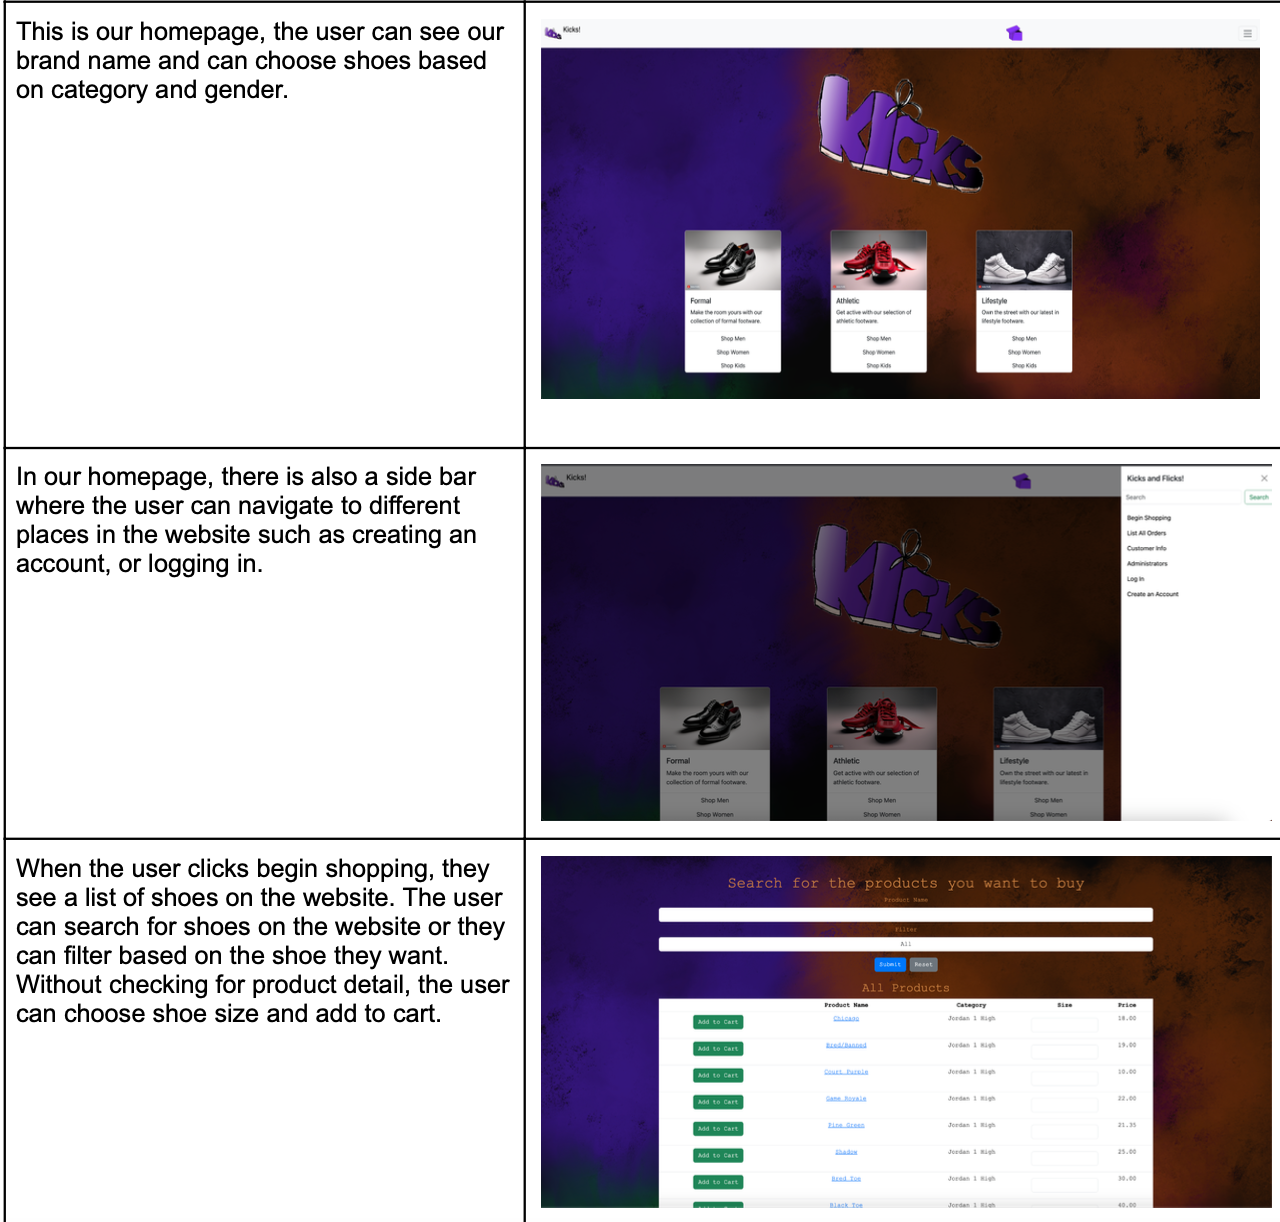 This is our homepage, the user can see our
brand name and can choose shoes based
on category and gender.
Kicks!
KICKS
Formal
Make the room yours with our
collection of formal footware.
Shop Men
Shop Women
Shop Kids
Athletic
Get active with our selection of
athletic footware.
Shop Men
Shop Women
Shop Kids
Lifestyle
Own the street with our latest in
lifestyle footware.
Shop Men
Shop Women
Shop Kids
In our homepage, there is also a side bar
where the user can navigate to different
places in the website such as creating an
account, or logging in.
Kicks!
KICKS
Formal
Make the room yours with our
collection of formal footware.
Shop Men
Shop Women
Athletic
Get active with our selection of
athletic footware.
Shop Men
Shop Women
Lifestyle
Own the street with our latest in
lifestyle footware.
Shop Men
Shop Women
Kicks and Flicks!
Search Search
Begin Shopping
List All Orders
Customer Info
Administrators
Log In
Create an Account
When the user clicks begin shopping, they
see a list of shoes on the website. The user
can search for shoes on the website or they
can filter based on the shoe they want.
Without checking for product detail, the user
can choose shoe size and add to cart.
Search for the products you want to buy
Product Name
Filter
All
Submit Reset
All Products
Product Name Category Size Price
Add to Cart Chicago Jordan 1 High 18.00
Add to Cart Bred/Banned Jordan 1 High 19.00
Add to Cart Court Purple Jordan 1 High 10.00
Add to Cart Game Royale Jordan 1 High 22.00
Add to Cart Pine Green Jordan 1 High 21.35
Add to Cart Shadow Jordan 1 High 25.00
Add to Cart Bred Toe Jordan 1 High 30.00
Add to Cart Black Toe Jordan 1 High 40.00